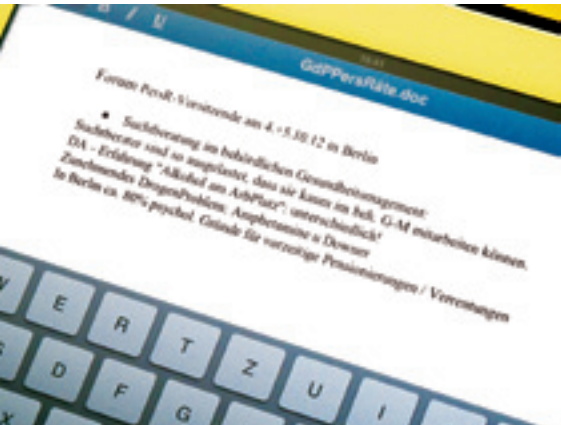 B I U
10:41
GdPPersRäte.doc
Forum PersR-Vorsitzende am 4.+5.10.12 in Berlin
• Suchtberatung im behördlichen Gesundheitsmanagement:
Suchtberater sind so ausgelastet, dass sie kaum im beh. G-M mitarbeiten können.
DA - Erfahrung "Alkohol am ArbPlatz": unterschiedlich!
Zunehmendes DrogenProblem: Amphetamine u Downer
In Berlin ca. 80% psychol. Gründe für vorzeitige Pensionierungen / Verrentungen
W E R T Z U I
S D F G
X